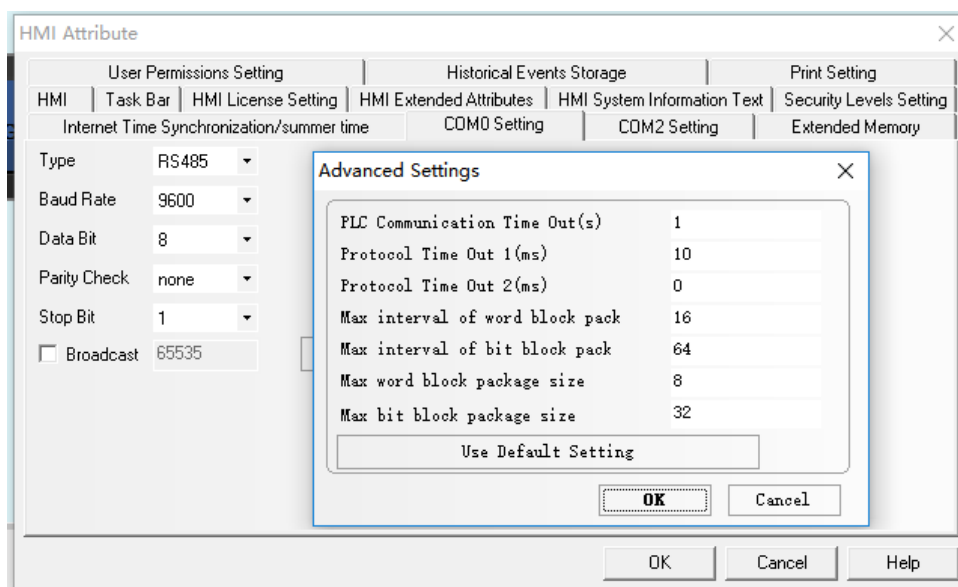 HMI Attribute
User Permissions Setting Historical Events Storage Print Setting
HMI Task Bar HMI License Setting HMI Extended Attributes HMI System Information Text Security Levels Setting
Internet Time Synchronization/summer time COM0 Setting COM2 Setting Extended Memory
Type RS485
Baud Rate 9600
Data Bit 8
Parity Check none
Stop Bit 1
Broadcast 65535
Advanced Settings
PLC Communication Time Out(s) 1
Protocol Time Out 1(ms) 10
Protocol Time Out 2(ms) 0
Max interval of word block pack 16
Max interval of bit block pack 64
Max word block package size 8
Max bit block package size 32
Use Default Setting
OK Cancel
OK Cancel Help